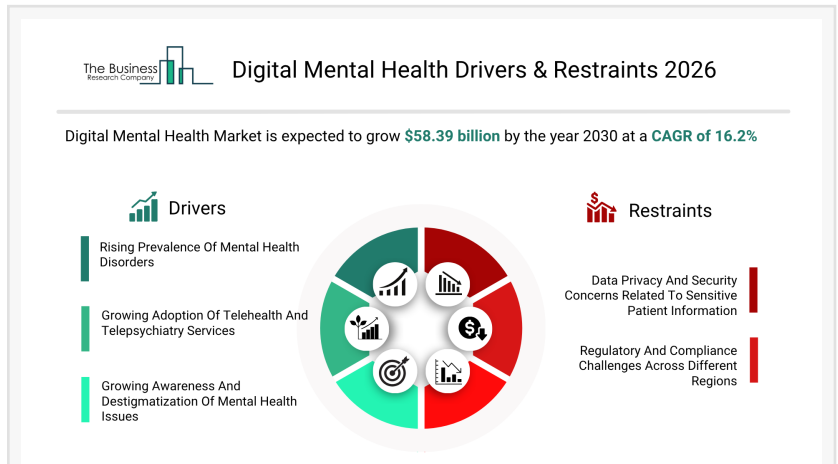 The Business
Research Company
Digital Mental Health Drivers & Restraints 2026
Digital Mental Health Market is expected to grow $58.39 billion by the year 2030 at a CAGR of 16.2%
Drivers
Rising Prevalence Of Mental Health
Disorders
Growing Adoption Of Telehealth And
Telepsychiatry Services
Growing Awareness And
Destigmatization Of Mental Health
Issues
$
Restraints
Data Privacy And Security
Concerns Related To Sensitive
Patient Information
Regulatory And Compliance
Challenges Across Different
Regions
$